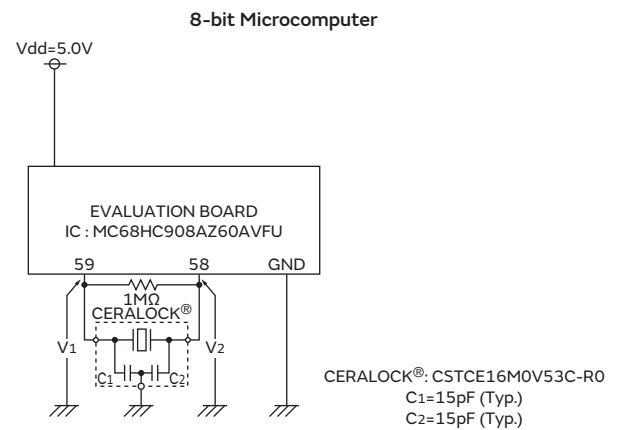 8-bit Microcomputer
Vdd=5.0V
EVALUATION BOARD
IC : MC68HC908AZ60AVFU
59 58 GND
1MΩ
CERALOCK®
V1 V2
C1 C2
CERALOCK®: CSTCE16M0V53C-R0
C1=15pF (Typ.)
C2=15pF (Typ.)